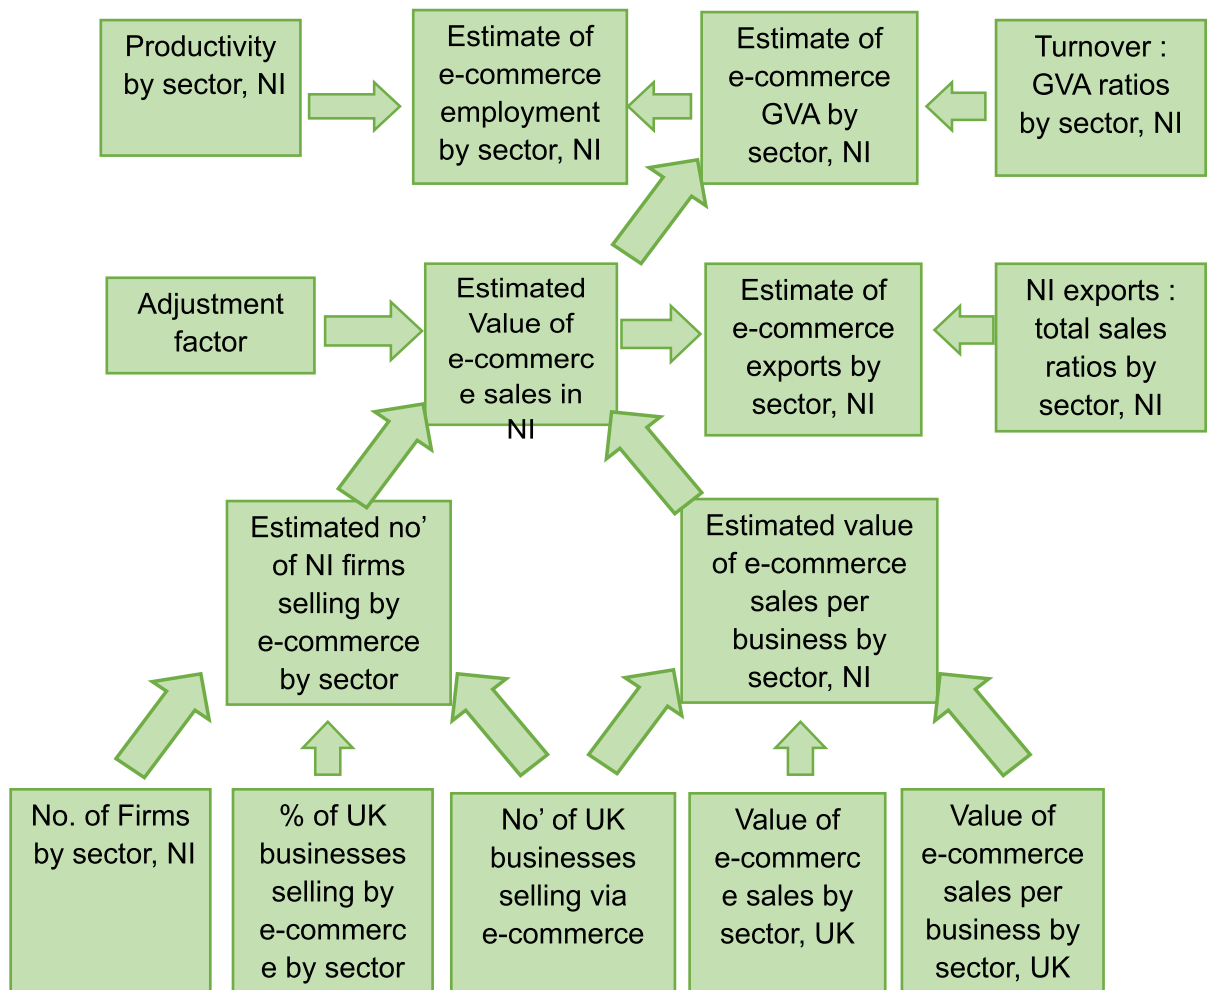 Productivity
by sector, NI
Estimate of
e-commerce
employment
by sector, NI
Estimate of
e-commerce
GVA by
sector, NI
Turnover :
GVA ratios
by sector, NI
Adjustment
factor
Estimated
Value of
e-commerc
e sales in
NI
Estimate of
e-commerce
exports by
sector, NI
NI exports :
total sales
ratios by
sector, NI
Estimated no’
of NI firms
selling by
e-commerce
by sector
Estimated value
of e-commerce
sales per
business by
sector, NI
No. of Firms
by sector, NI
% of UK
businesses
selling by
e-commerc
e by sector
No’ of UK
businesses
selling via
e-commerce
Value of
e-commerc
e sales by
sector, UK
Value of
e-commerce
sales per
business by
sector, UK